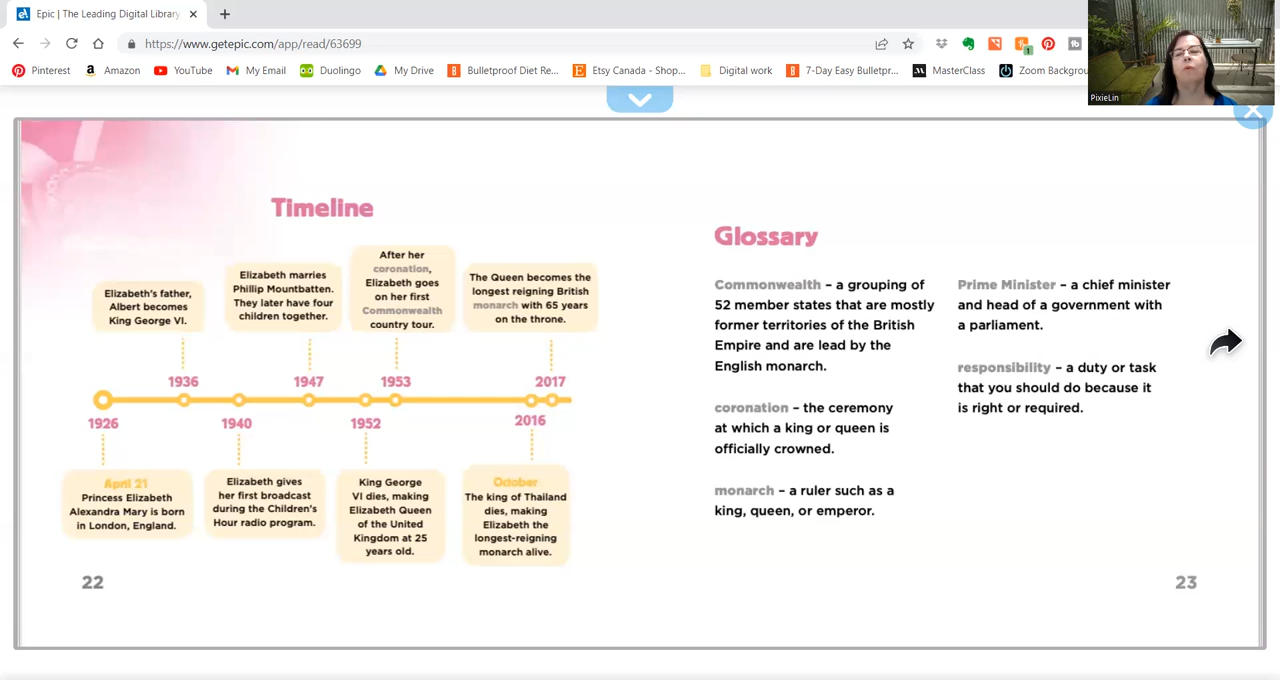 Epic | The Leading Digital Library
https://www.getepic.com/app/read/63699
Pinterest
Amazon
YouTube
My Email
Duolingo
My Drive
Bulletproof Diet Re...
Etsy Canada - Shop...
Digital work
7-Day Easy Bulletpr...
MasterClass
Zoom Backgrou
PixieLin
Timeline
Elizabeth's father,
Albert becomes
King George VI.
Elizabeth marries
Phillip Mountbatten.
They later have four
children together.
After her
coronation,
Elizabeth goes
on her first
Commonwealth
country tour.
The Queen becomes the
longest reigning British
monarch with 65 years
on the throne.
1936
1947
1953
2017
1926
1940
1952
2016
April 21
Princess Elizabeth
Alexandra Mary is born
in London, England.
Elizabeth gives
her first broadcast
during the Children's
Hour radio program.
King George
VI dies, making
Elizabeth Queen
of the United
Kingdom at 25
years old.
October
The king of Thailand
dies, making
Elizabeth the
longest-reigning
monarch alive.
22
Glossary
Commonwealth – a grouping of
52 member states that are mostly
former territories of the British
Empire and are lead by the
English monarch.
coronation – the ceremony
at which a king or queen is
officially crowned.
monarch – a ruler such as a
king, queen, or emperor.
Prime Minister – a chief minister
and head of a government with
a parliament.
responsibility – a duty or task
that you should do because it
is right or required.
23